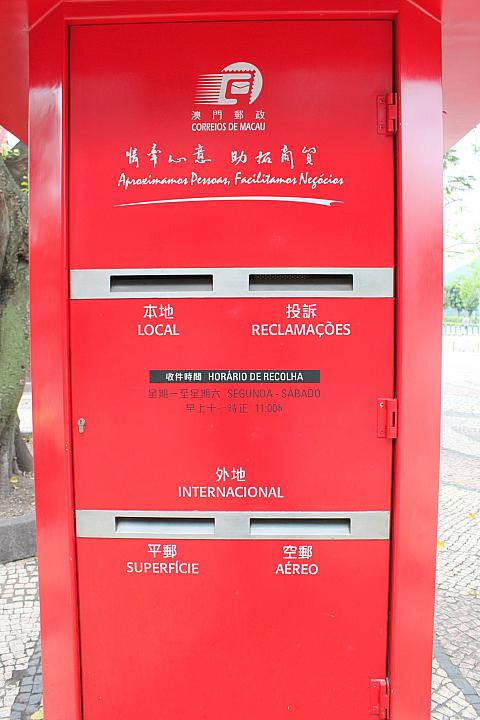 澳門郵政
CORREIOS DE MACAU
情牽心意 助拓商貿
Aproximamos Pessoas, Facilitamos Negócios
本地 投訴
LOCAL RECLAMAÇÕES
收件時間 HORÁRIO DE RECOLHA
星期一至星期六 SEGUNDA - SÁBADO
早上十一時正 11:00h
外地
INTERNACIONAL
平郵 空郵
SUPERFÍCIE AÉREO